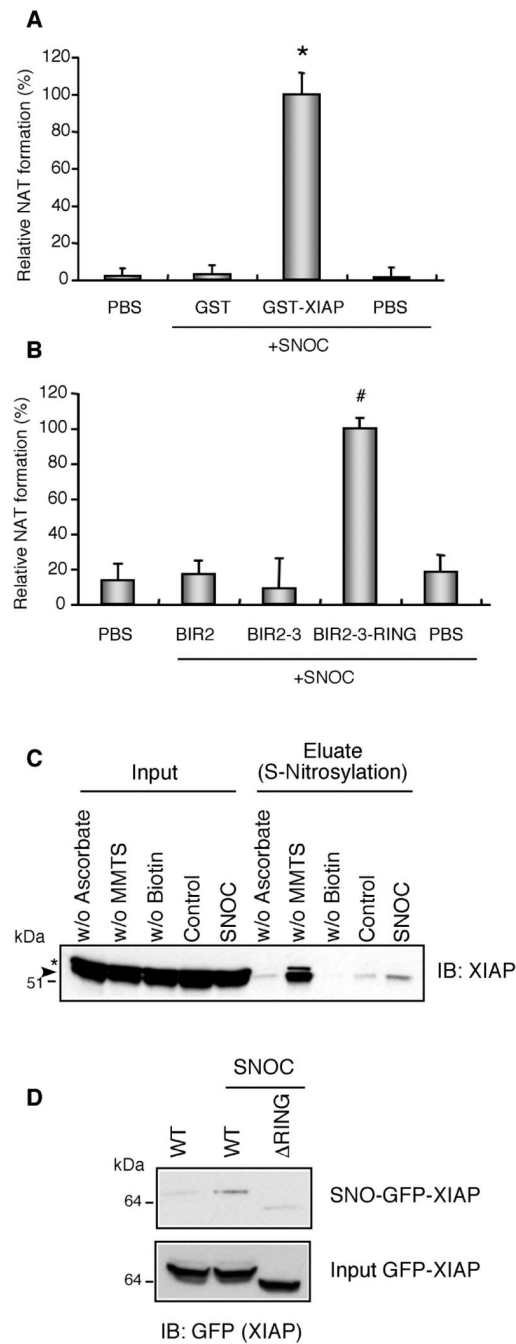 A
*
Relative NAT formation (%)
120
100
80
60
40
20
0
PBS GST GST-XIAP PBS
+SNOC
B
#
Relative NAT formation (%)
120
100
80
60
40
20
0
PBS BIR2 BIR2-3 BIR2-3-RING PBS
+SNOC
C
Input
Eluate
(S-Nitrosylation)
w/o Ascorbate
w/o MMTS
w/o Biotin
Control
SNOC
w/o Ascorbate
w/o MMTS
w/o Biotin
Control
SNOC
kDa
*
51
IB: XIAP
D
SNOC
WT
WT
ΔRING
kDa
64
SNO-GFP-XIAP
64
Input GFP-XIAP
IB: GFP (XIAP)